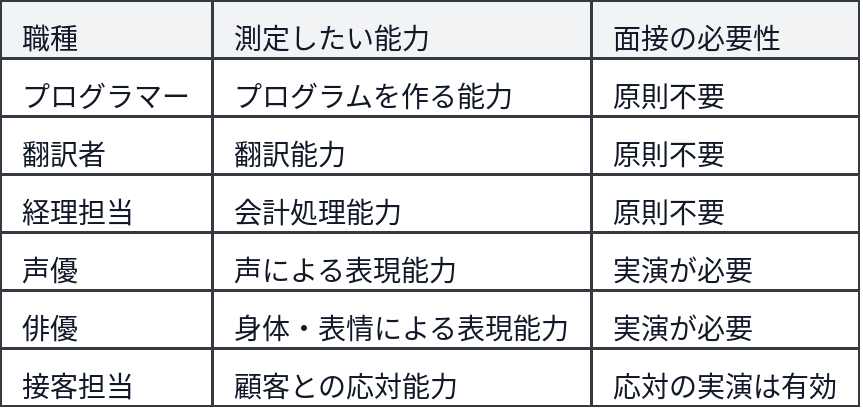 職種 測定したい能力 面接の必要性
プログラマー プログラムを作る能力 原則不要
翻訳者 翻訳能力 原則不要
経理担当 会計処理能力 原則不要
声優 声による表現能力 実演が必要
俳優 身体・表情による表現能力 実演が必要
接客担当 顧客との応対能力 応対の実演は有効